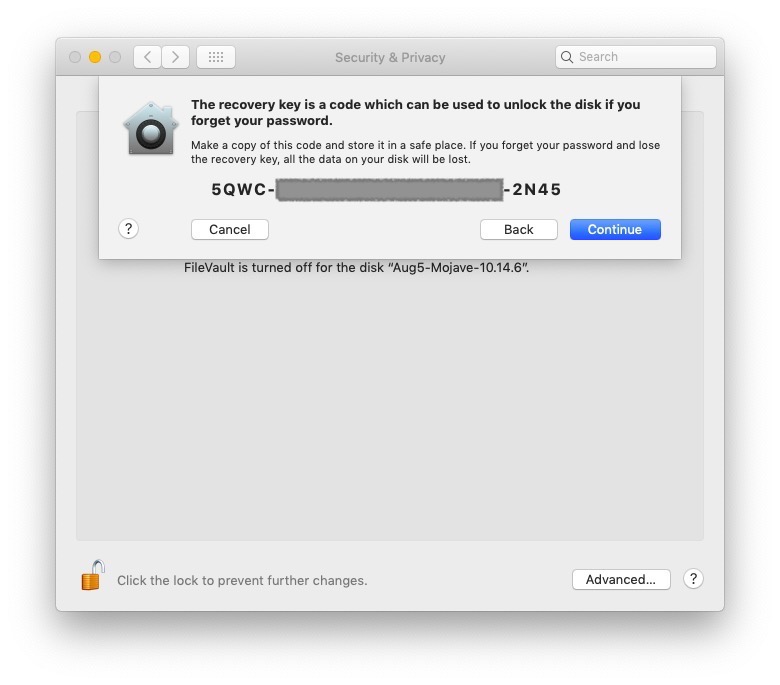 Security & Privacy
Search
The recovery key is a code which can be used to unlock the disk if you
forget your password.
Make a copy of this code and store it in a safe place. If you forget your password and lose
the recovery key, all the data on your disk will be lost.
5QWC- -2N45
? Cancel Back Continue
FileVault is turned off for the disk “Aug5-Mojave-10.14.6”.
Click the lock to prevent further changes. Advanced... ?